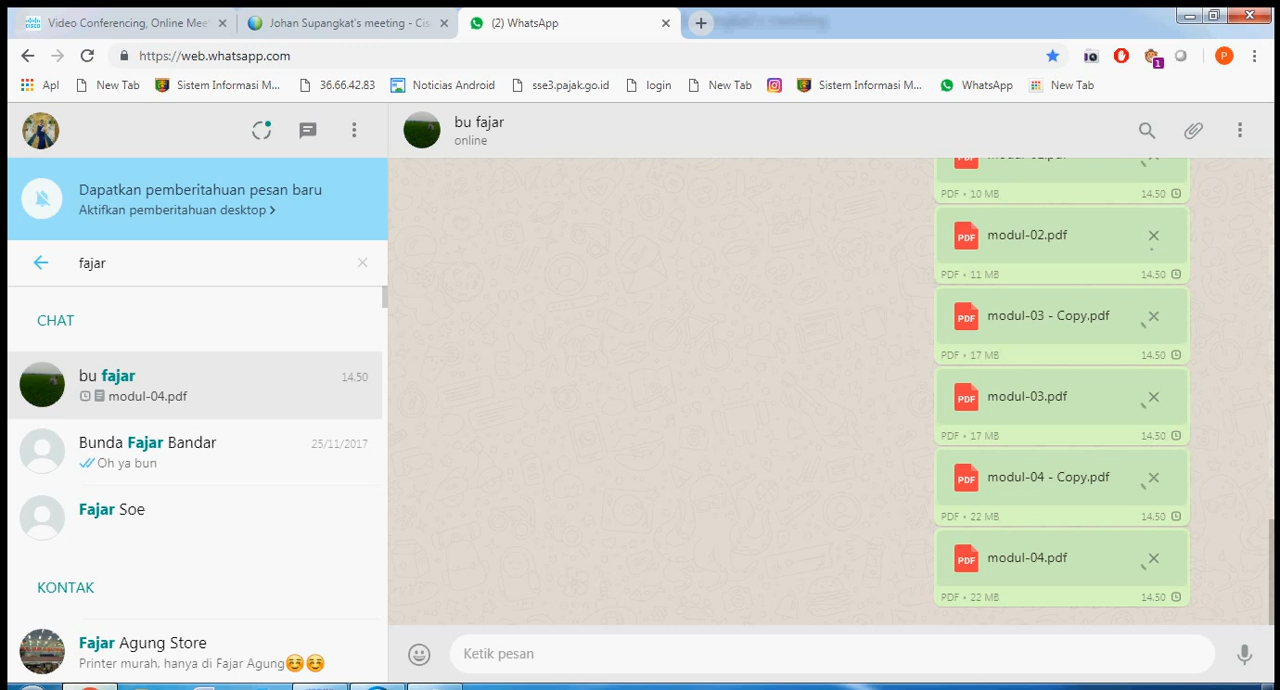 Video Conferencing, Online Mee
Johan Supangkat's meeting - Cis
(2) WhatsApp
https://web.whatsapp.com
P
1
Apl
New Tab
Sistem Informasi M...
36.66.42.83
Noticias Android
sse3.pajak.go.id
login
New Tab
Sistem Informasi M...
WhatsApp
New Tab
bu fajar
online
Dapatkan pemberitahuan pesan baru
Aktifkan pemberitahuan desktop >
fajar
CHAT
bu fajar
14.50
modul-04.pdf
Bunda Fajar Bandar
25/11/2017
Oh ya bun
Fajar Soe
KONTAK
Fajar Agung Store
Printer murah, hanya di Fajar Agung☺️☺️
PDF • 10 MB
14.50
PDF
modul-02.pdf
PDF • 11 MB
14.50
PDF
modul-03 - Copy.pdf
PDF • 17 MB
14.50
PDF
modul-03.pdf
PDF • 17 MB
14.50
PDF
modul-04 - Copy.pdf
PDF • 22 MB
14.50
PDF
modul-04.pdf
PDF • 22 MB
14.50
Ketik pesan